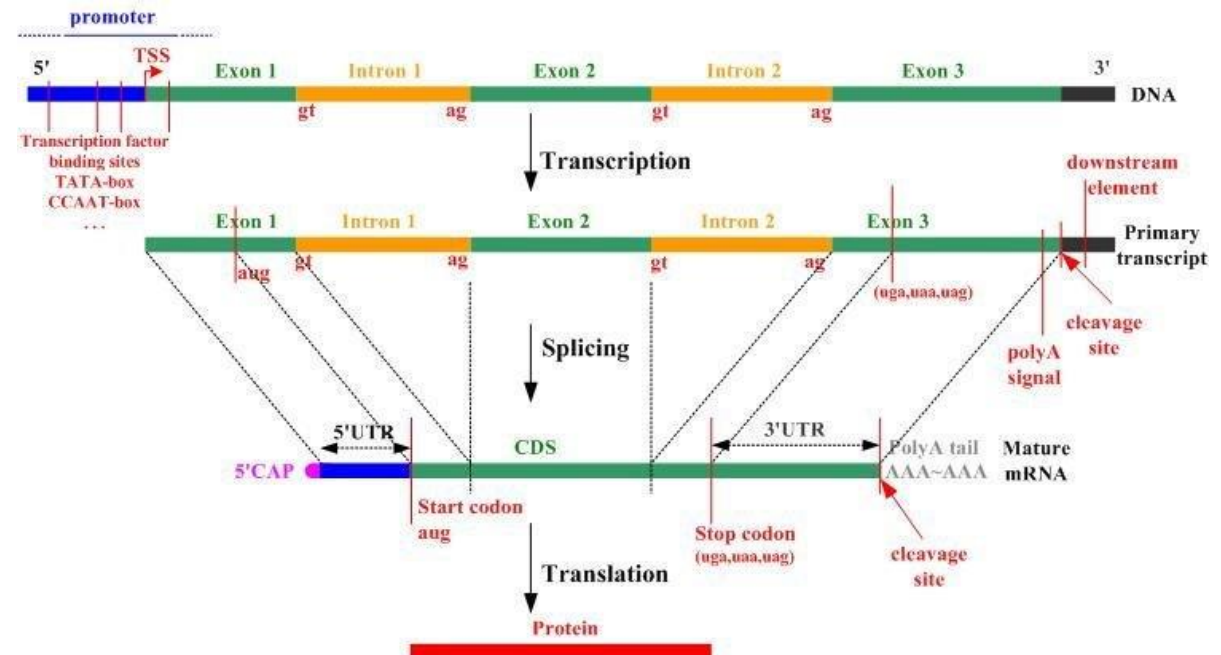 promoter
5'
TSS
Exon 1
Intron 1
Exon 2
Intron 2
Exon 3
3'
DNA
gt
ag
gt
ag
Transcription factor
binding sites
TATA-box
CCAAT-box
...
Transcription
downstream
element
Exon 1
Intron 1
Exon 2
Intron 2
Exon 3
Primary
transcript
aug
gt
ag
gt
ag
(uga,uaa,uag)
cleavage
site
polyA
signal
Splicing
5'UTR
CDS
3'UTR
5'CAP
PolyA tail
AAA~AAA
Mature
mRNA
Start codon
aug
Stop codon
(uga,uaa,uag)
cleavage
site
Translation
Protein